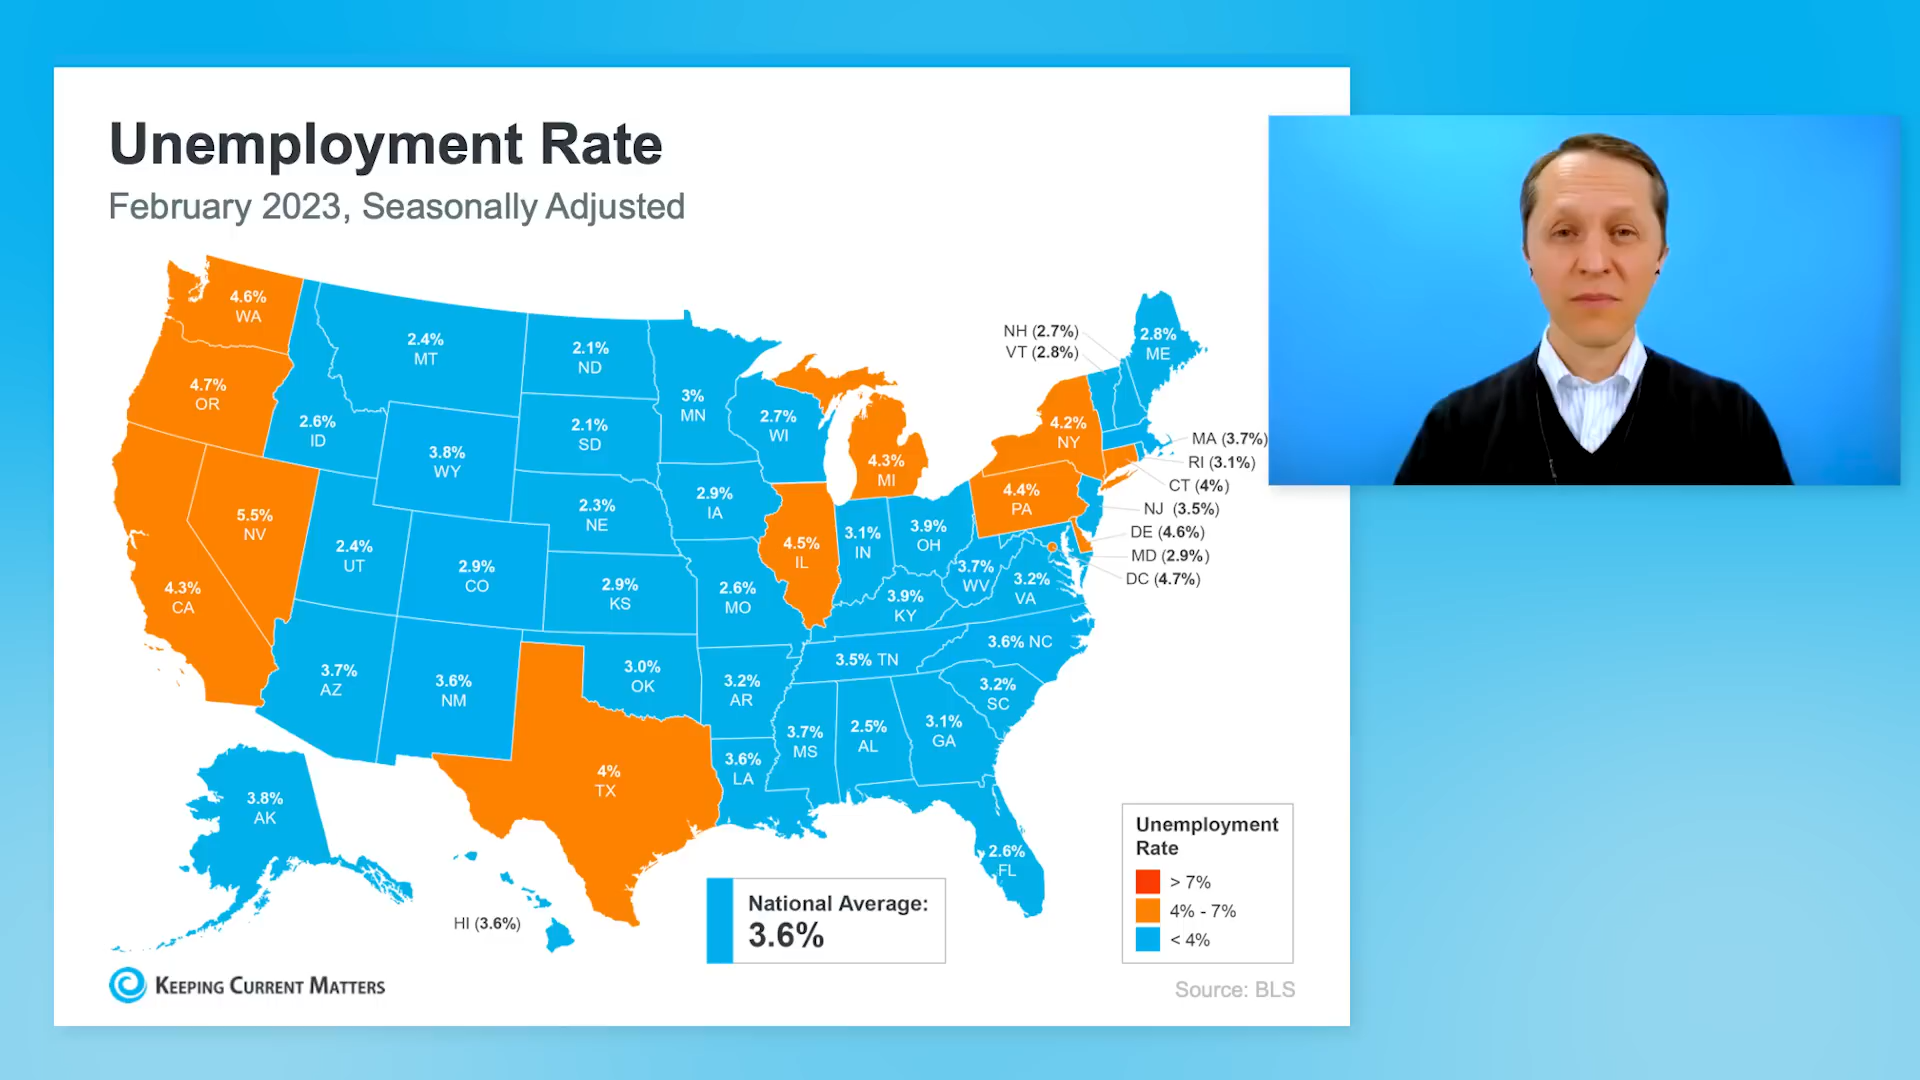 Unemployment Rate
February 2023, Seasonally Adjusted
4.6%
WA
4.7%
OR
4.3%
CA
5.5%
NV
2.6%
ID
2.4%
MT
3.8%
WY
2.4%
UT
2.9%
CO
3.7%
AZ
3.6%
NM
2.1%
ND
2.1%
SD
2.3%
NE
2.9%
KS
3.0%
OK
4%
TX
3%
MN
2.9%
IA
2.6%
MO
3.2%
AR
3.6%
LA
2.7%
WI
4.5%
IL
4.3%
MI
3.1%
IN
3.9%
OH
3.9%
KY
3.5% TN
3.7%
MS
2.5%
AL
3.1%
GA
2.6%
FL
3.2%
SC
3.6% NC
3.2%
VA
3.7%
WV
4.4%
PA
4.2%
NY
2.8%
ME
NH (2.7%)
VT (2.8%)
MA (3.7%)
RI (3.1%)
CT (4%)
NJ (3.5%)
DE (4.6%)
MD (2.9%)
DC (4.7%)
3.8%
AK
HI (3.6%)
National Average:
3.6%
Unemployment
Rate
> 7%
4% - 7%
< 4%
KEEPING CURRENT MATTERS
Source: BLS